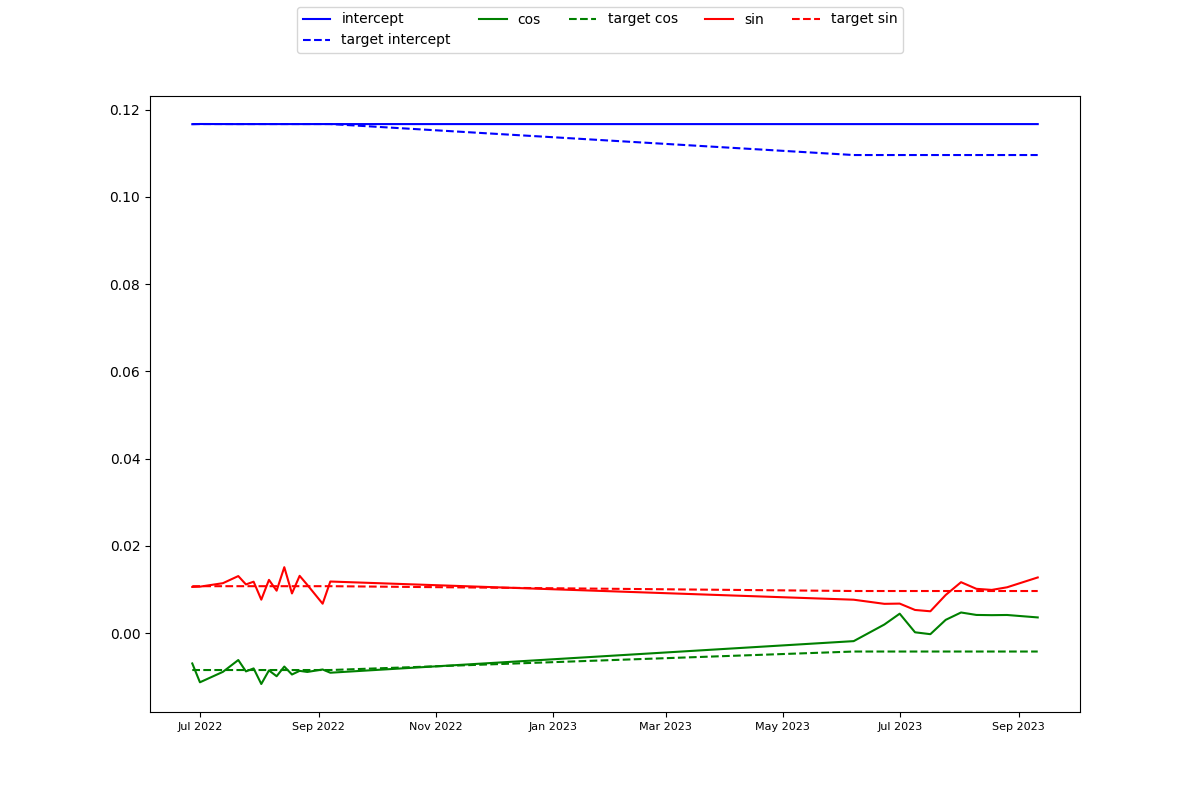 intercept cos target cos sin target sin
target intercept
0.12
0.10
0.08
0.06
0.04
0.02
0.00
Jul 2022 Sep 2022 Nov 2022 Jan 2023 Mar 2023 May 2023 Jul 2023 Sep 2023